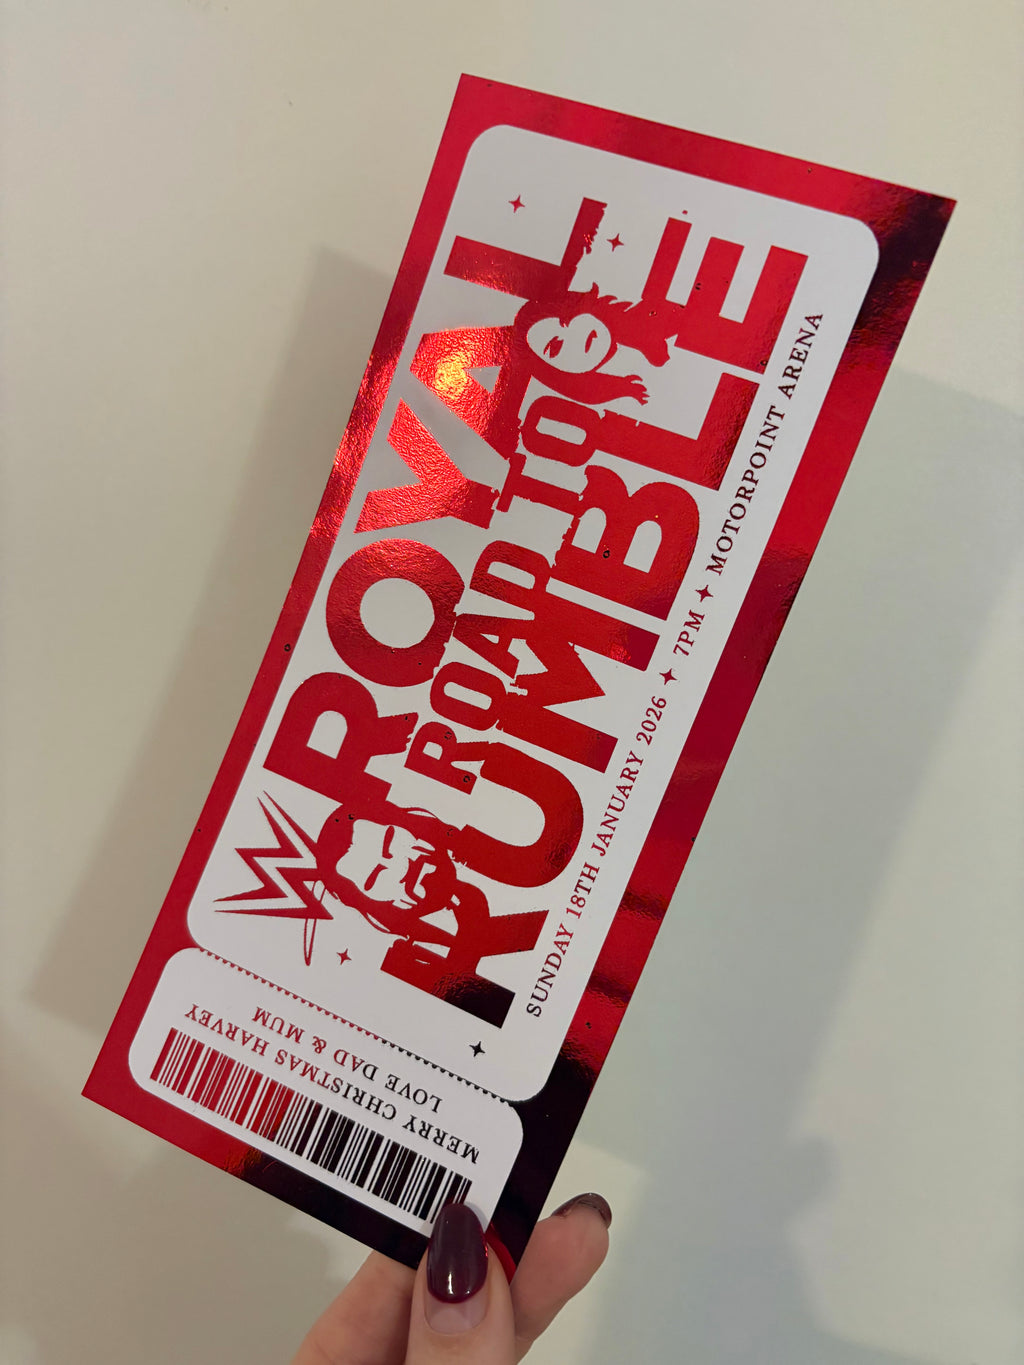 ROYAL
ROAD TO
RUMBLE
SUNDAY 18TH JANUARY 2026 ✦ 7PM ✦ MOTORPOINT ARENA
MERRY CHRISTMAS HARVEY
LOVE DAD & MUM